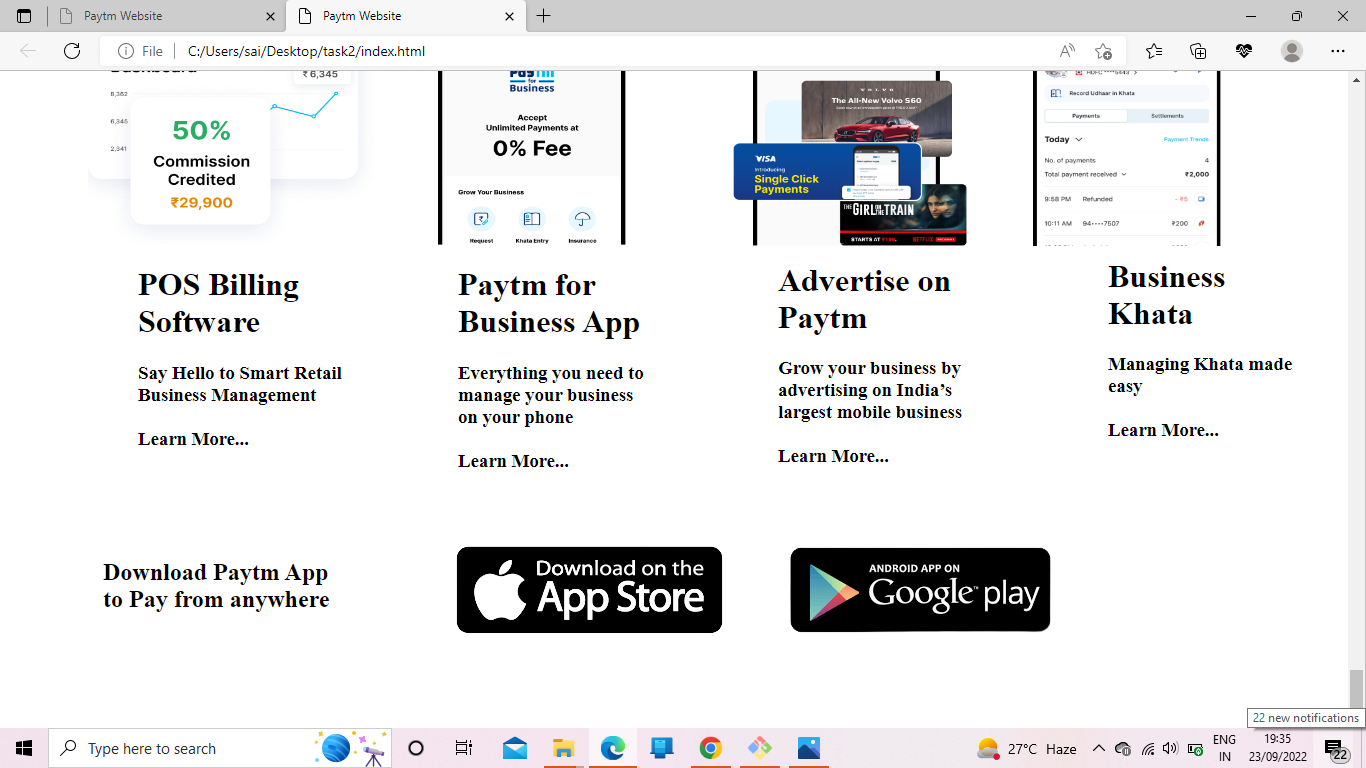 Paytm Website
Paytm Website
File
C:/Users/sai/Desktop/task2/index.html
Dashboard
₹ 6,345
8,362
6,345
2,341
50%
Commission
Credited
₹29,900
Paytm
for
Business
Accept
Unlimited Payments at
0% Fee
Grow Your Business
Request
Khata Entry
Insurance
VOLVO
The All-New Volvo S60
VISA
Introducing
Single Click
Payments
THE GIRL ON THE TRAIN
STARTS AT
NETFLIX
HDFC
5443
Record Udhaar in Khata
Payments
Settlements
Today
Payment Trends
No. of payments
4
Total payment received
₹2,000
9:58 PM
Refunded
- ₹5
10:11 AM
94----7507
₹200
POS Billing
Software
Say Hello to Smart Retail
Business Management
Learn More...
Paytm for
Business App
Everything you need to
manage your business
on your phone
Learn More...
Advertise on
Paytm
Grow your business by
advertising on India’s
largest mobile business
Learn More...
Business
Khata
Managing Khata made
easy
Learn More...
Download Paytm App
to Pay from anywhere
Download on the
App Store
ANDROID APP ON
Google™ play
22 new notifications
Type here to search
27°C Haze
ENG
IN
19:35
23/09/2022
22